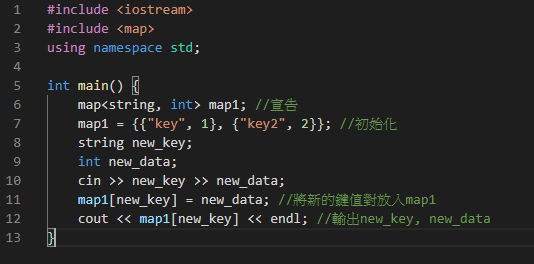 1 #include <iostream>
2 #include <map>
3 using namespace std;
4
5 int main() {
6 map<string, int> map1; //宣告
7 map1 = {{"key", 1}, {"key2", 2}}; //初始化
8 string new_key;
9 int new_data;
10 cin >> new_key >> new_data;
11 map1[new_key] = new_data; //將新的鍵值對放入map1
12 cout << map1[new_key] << endl; //輸出new_key, new_data
13 }